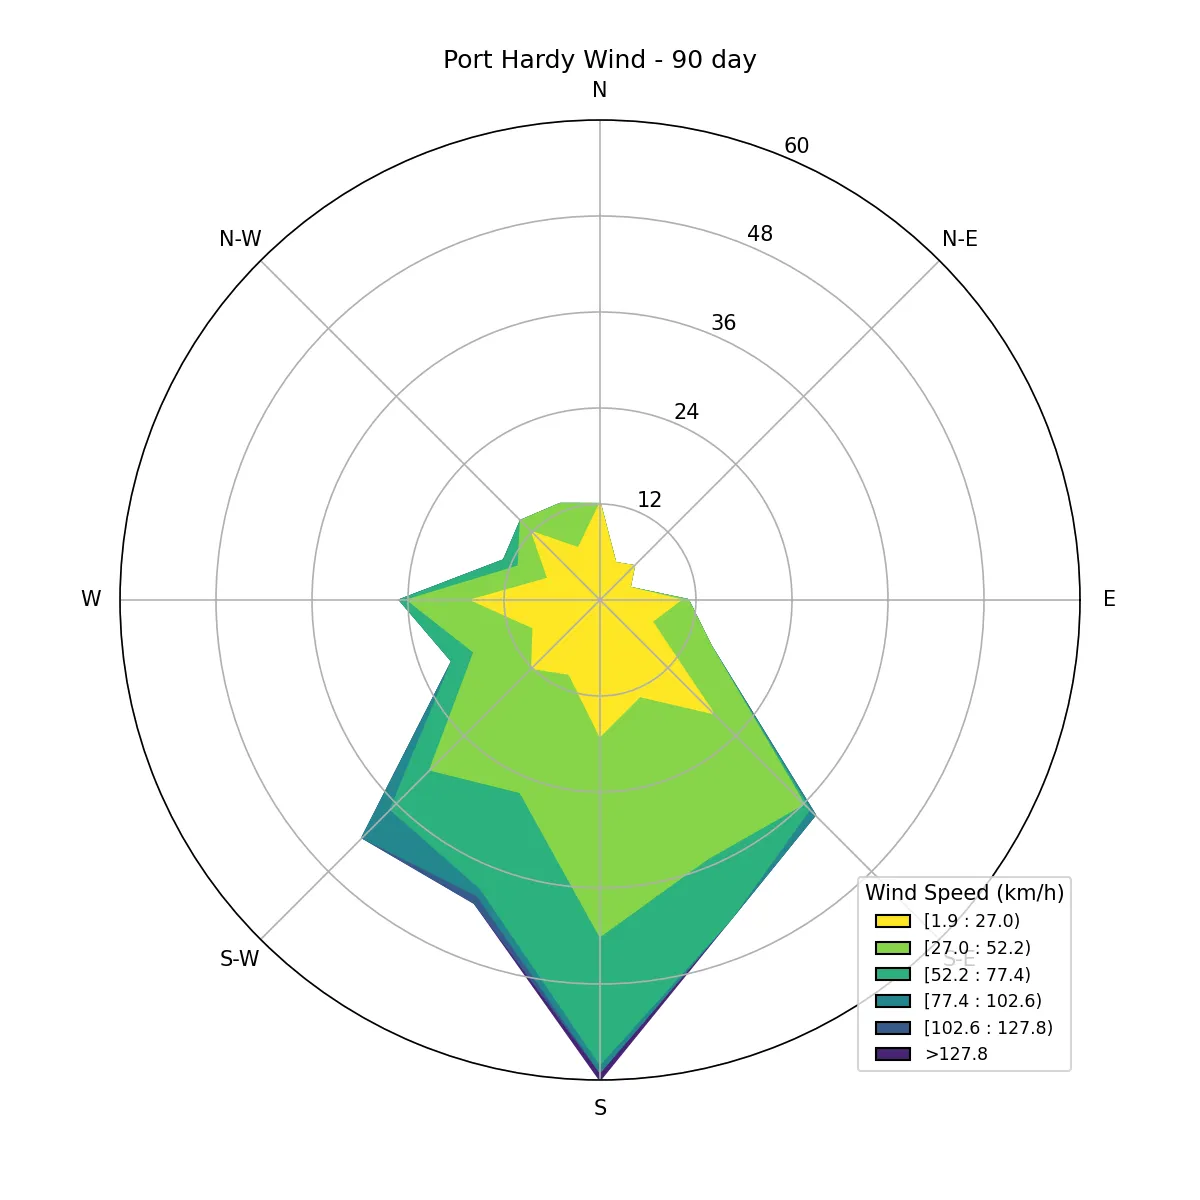 Port Hardy Wind - 90 day
N
60
N-W
48
N-E
36
24
12
W
E
Wind Speed (km/h)
[1.9 : 27.0)
[27.0 : 52.2)
S-W
S-E
[52.2 : 77.4)
[77.4 : 102.6)
[102.6 : 127.8)
>127.8
S